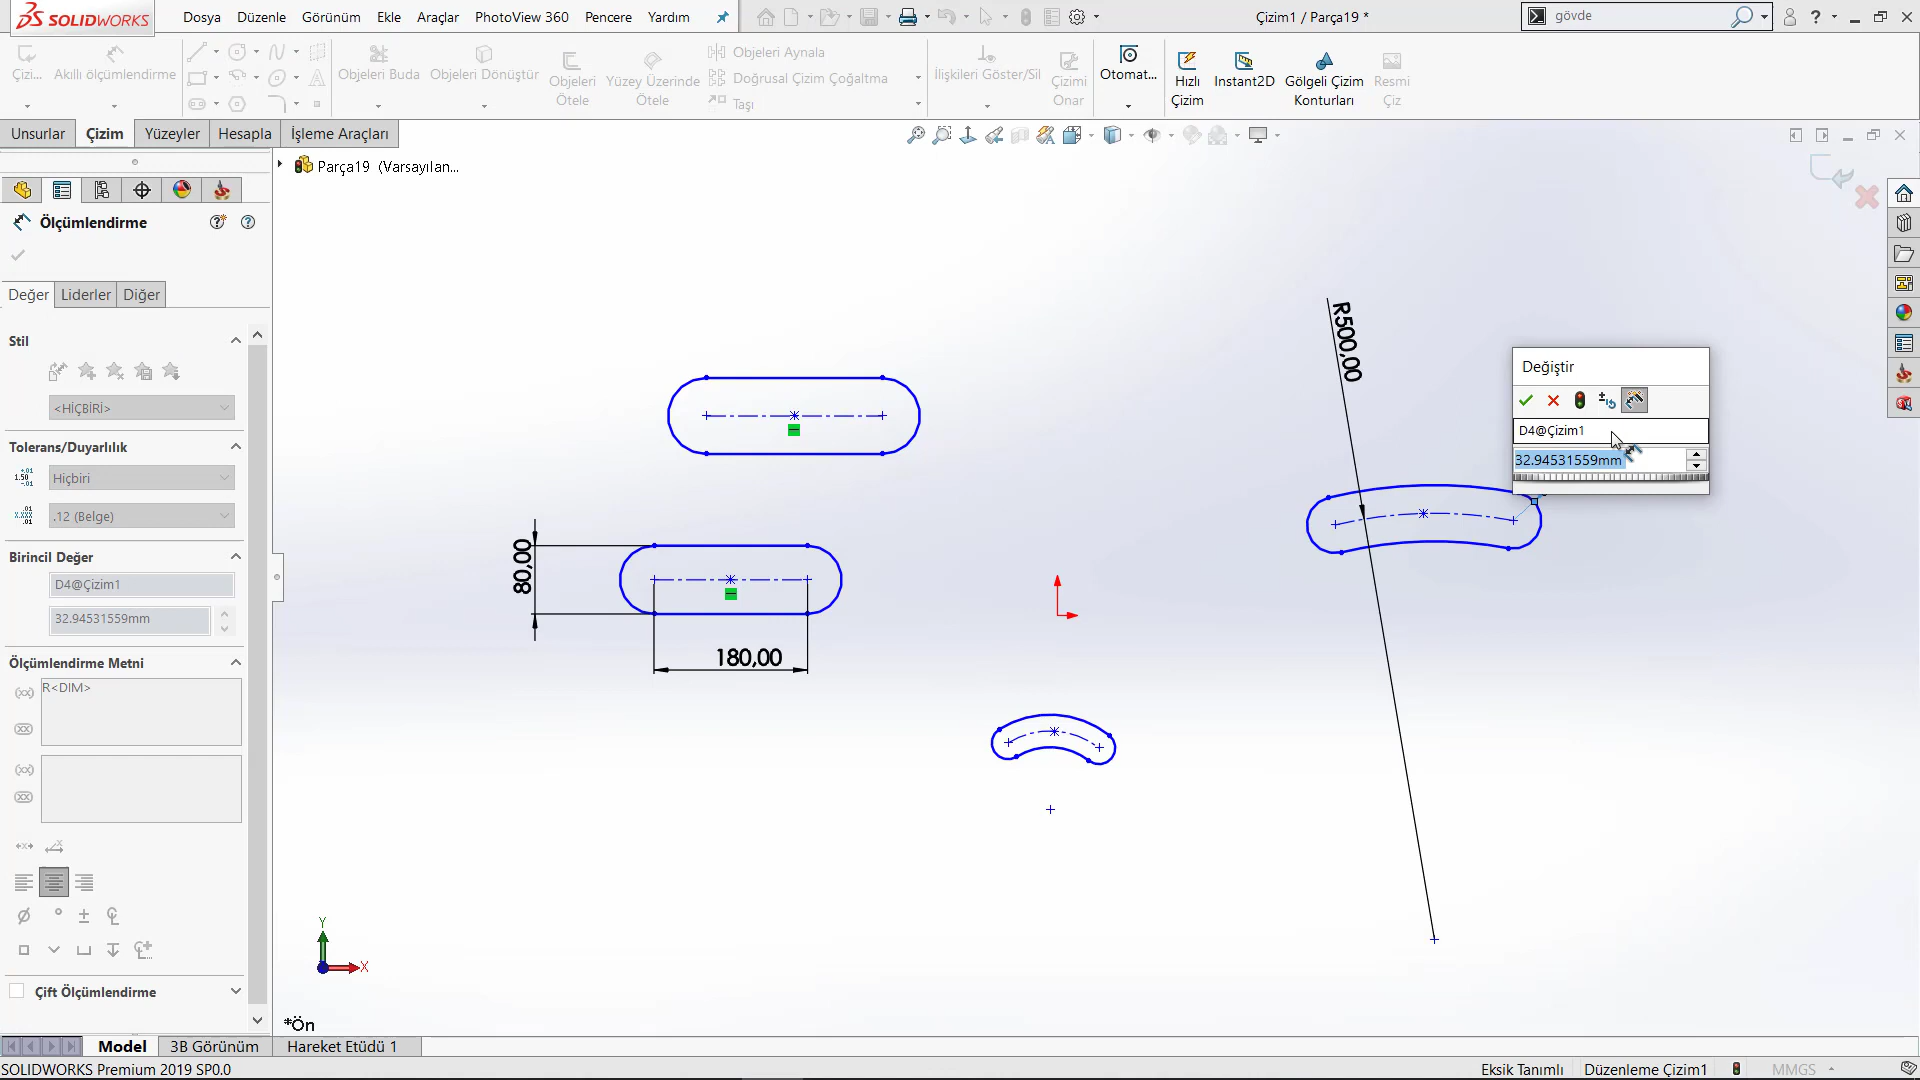 SOLIDWORKS
Dosya
Düzenle
Görünüm
Ekle
Araçlar
PhotoView 360
Pencere
Yardım
Çizim1 / Parça19 *
gövde
Çizi...
Akıllı ölçümlendirme
Objeleri Buda
Objeleri Dönüştür
Objeleri
Ötele
Yüzey Üzerinde
Ötele
Objeleri Aynala
Doğrusal Çizim Çoğaltma
Taşı
İlişkileri Göster/Sil
Çizimi
Onar
Otomat...
Hızlı
Çizim
Instant2D
Gölgeli Çizim
Konturları
Resmi
Çiz
Unsurlar
Çizim
Yüzeyler
Hesapla
İşleme Araçları
Parça19 (Varsayılan...
Ölçümlendirme
Değer
Liderler
Diğer
Stil
<HİÇBİRİ>
Tolerans/Duyarlılık
Hiçbiri
.12 (Belge)
Birincil Değer
D4@Çizim1
32.94531559mm
Ölçümlendirme Metni
R<DIM>
Çift Ölçümlendirme
80,00
180,00
R500,00
Değiştir
D4@Çizim1
32.94531559mm
Y
X
*Ön
Model
3B Görünüm
Hareket Etüdü 1
SOLIDWORKS Premium 2019 SP0.0
Eksik Tanımlı
Düzenleme Çizim1
MMGS